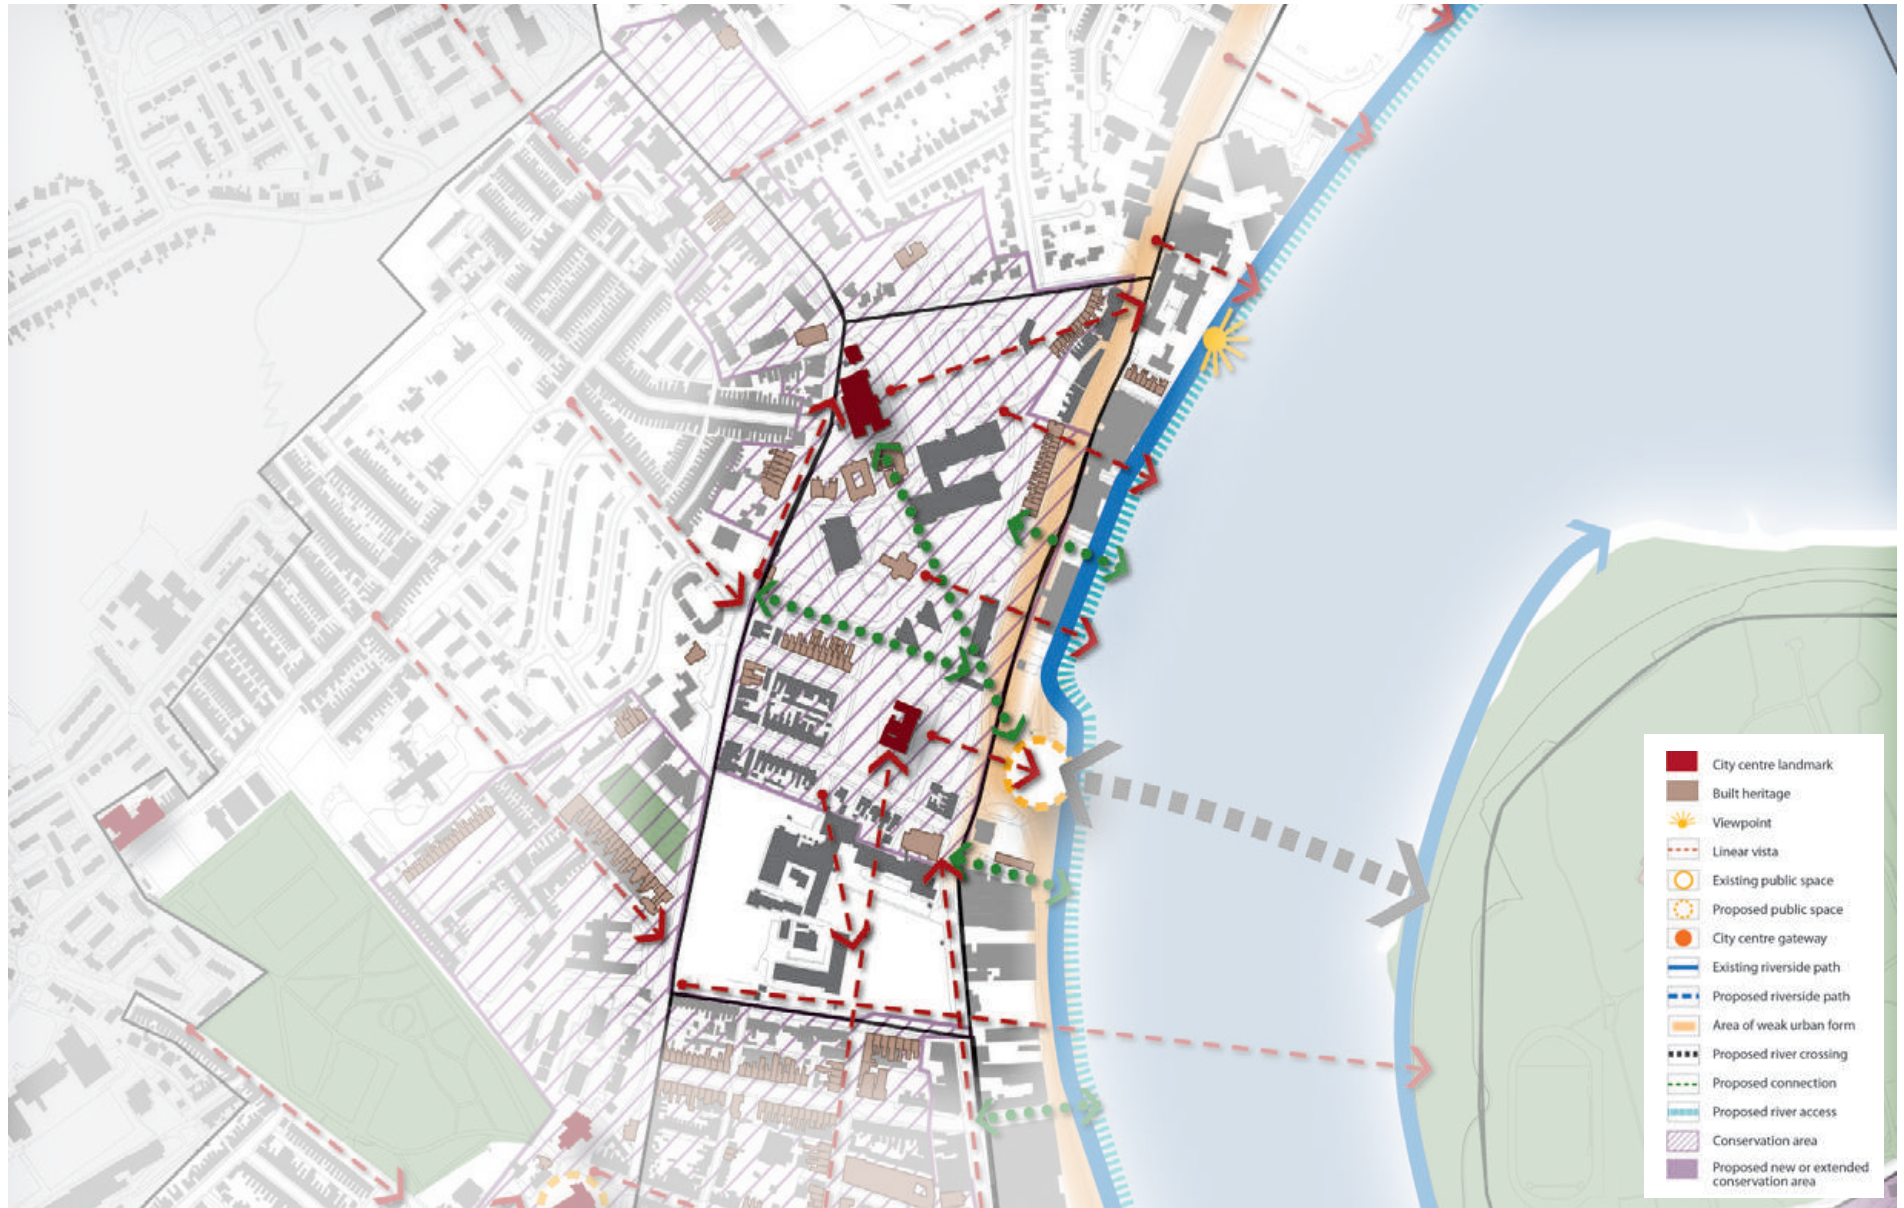 City centre landmark
Built heritage
Viewpoint
Linear vista
Existing public space
Proposed public space
City centre gateway
Existing riverside path
Proposed riverside path
Area of weak urban form
Proposed river crossing
Proposed connection
Proposed river access
Conservation area
Proposed new or extended
conservation area